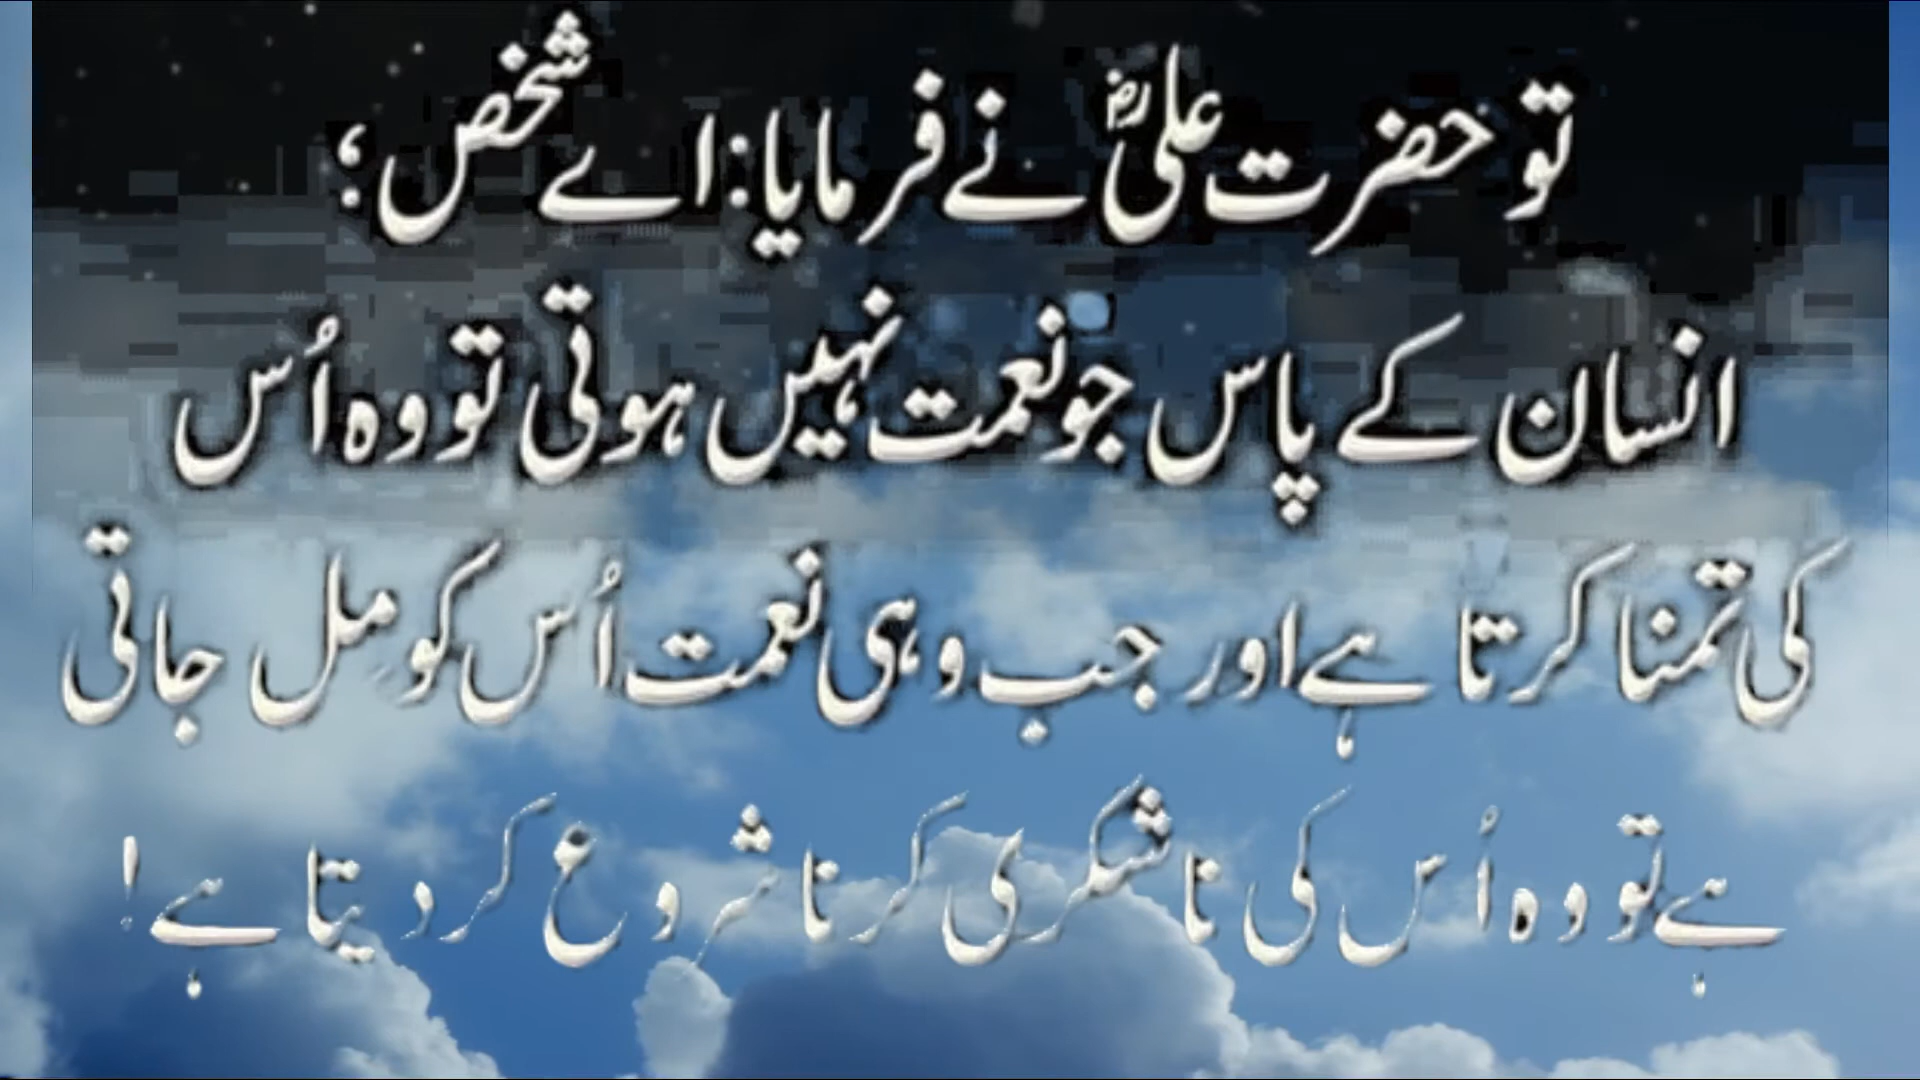 تو حضرت علیؓ نے فرمایا: اے شخص؛
انسان کے پاس جو نعمت نہیں ہوتی تو وہ اُس
کی تمنا کرتا ہے اور جب وہی نعمت اُس کو مِل جاتی
ہے تو وہ اُس کی ناشکری کرنا شروع کر دیتا ہے!